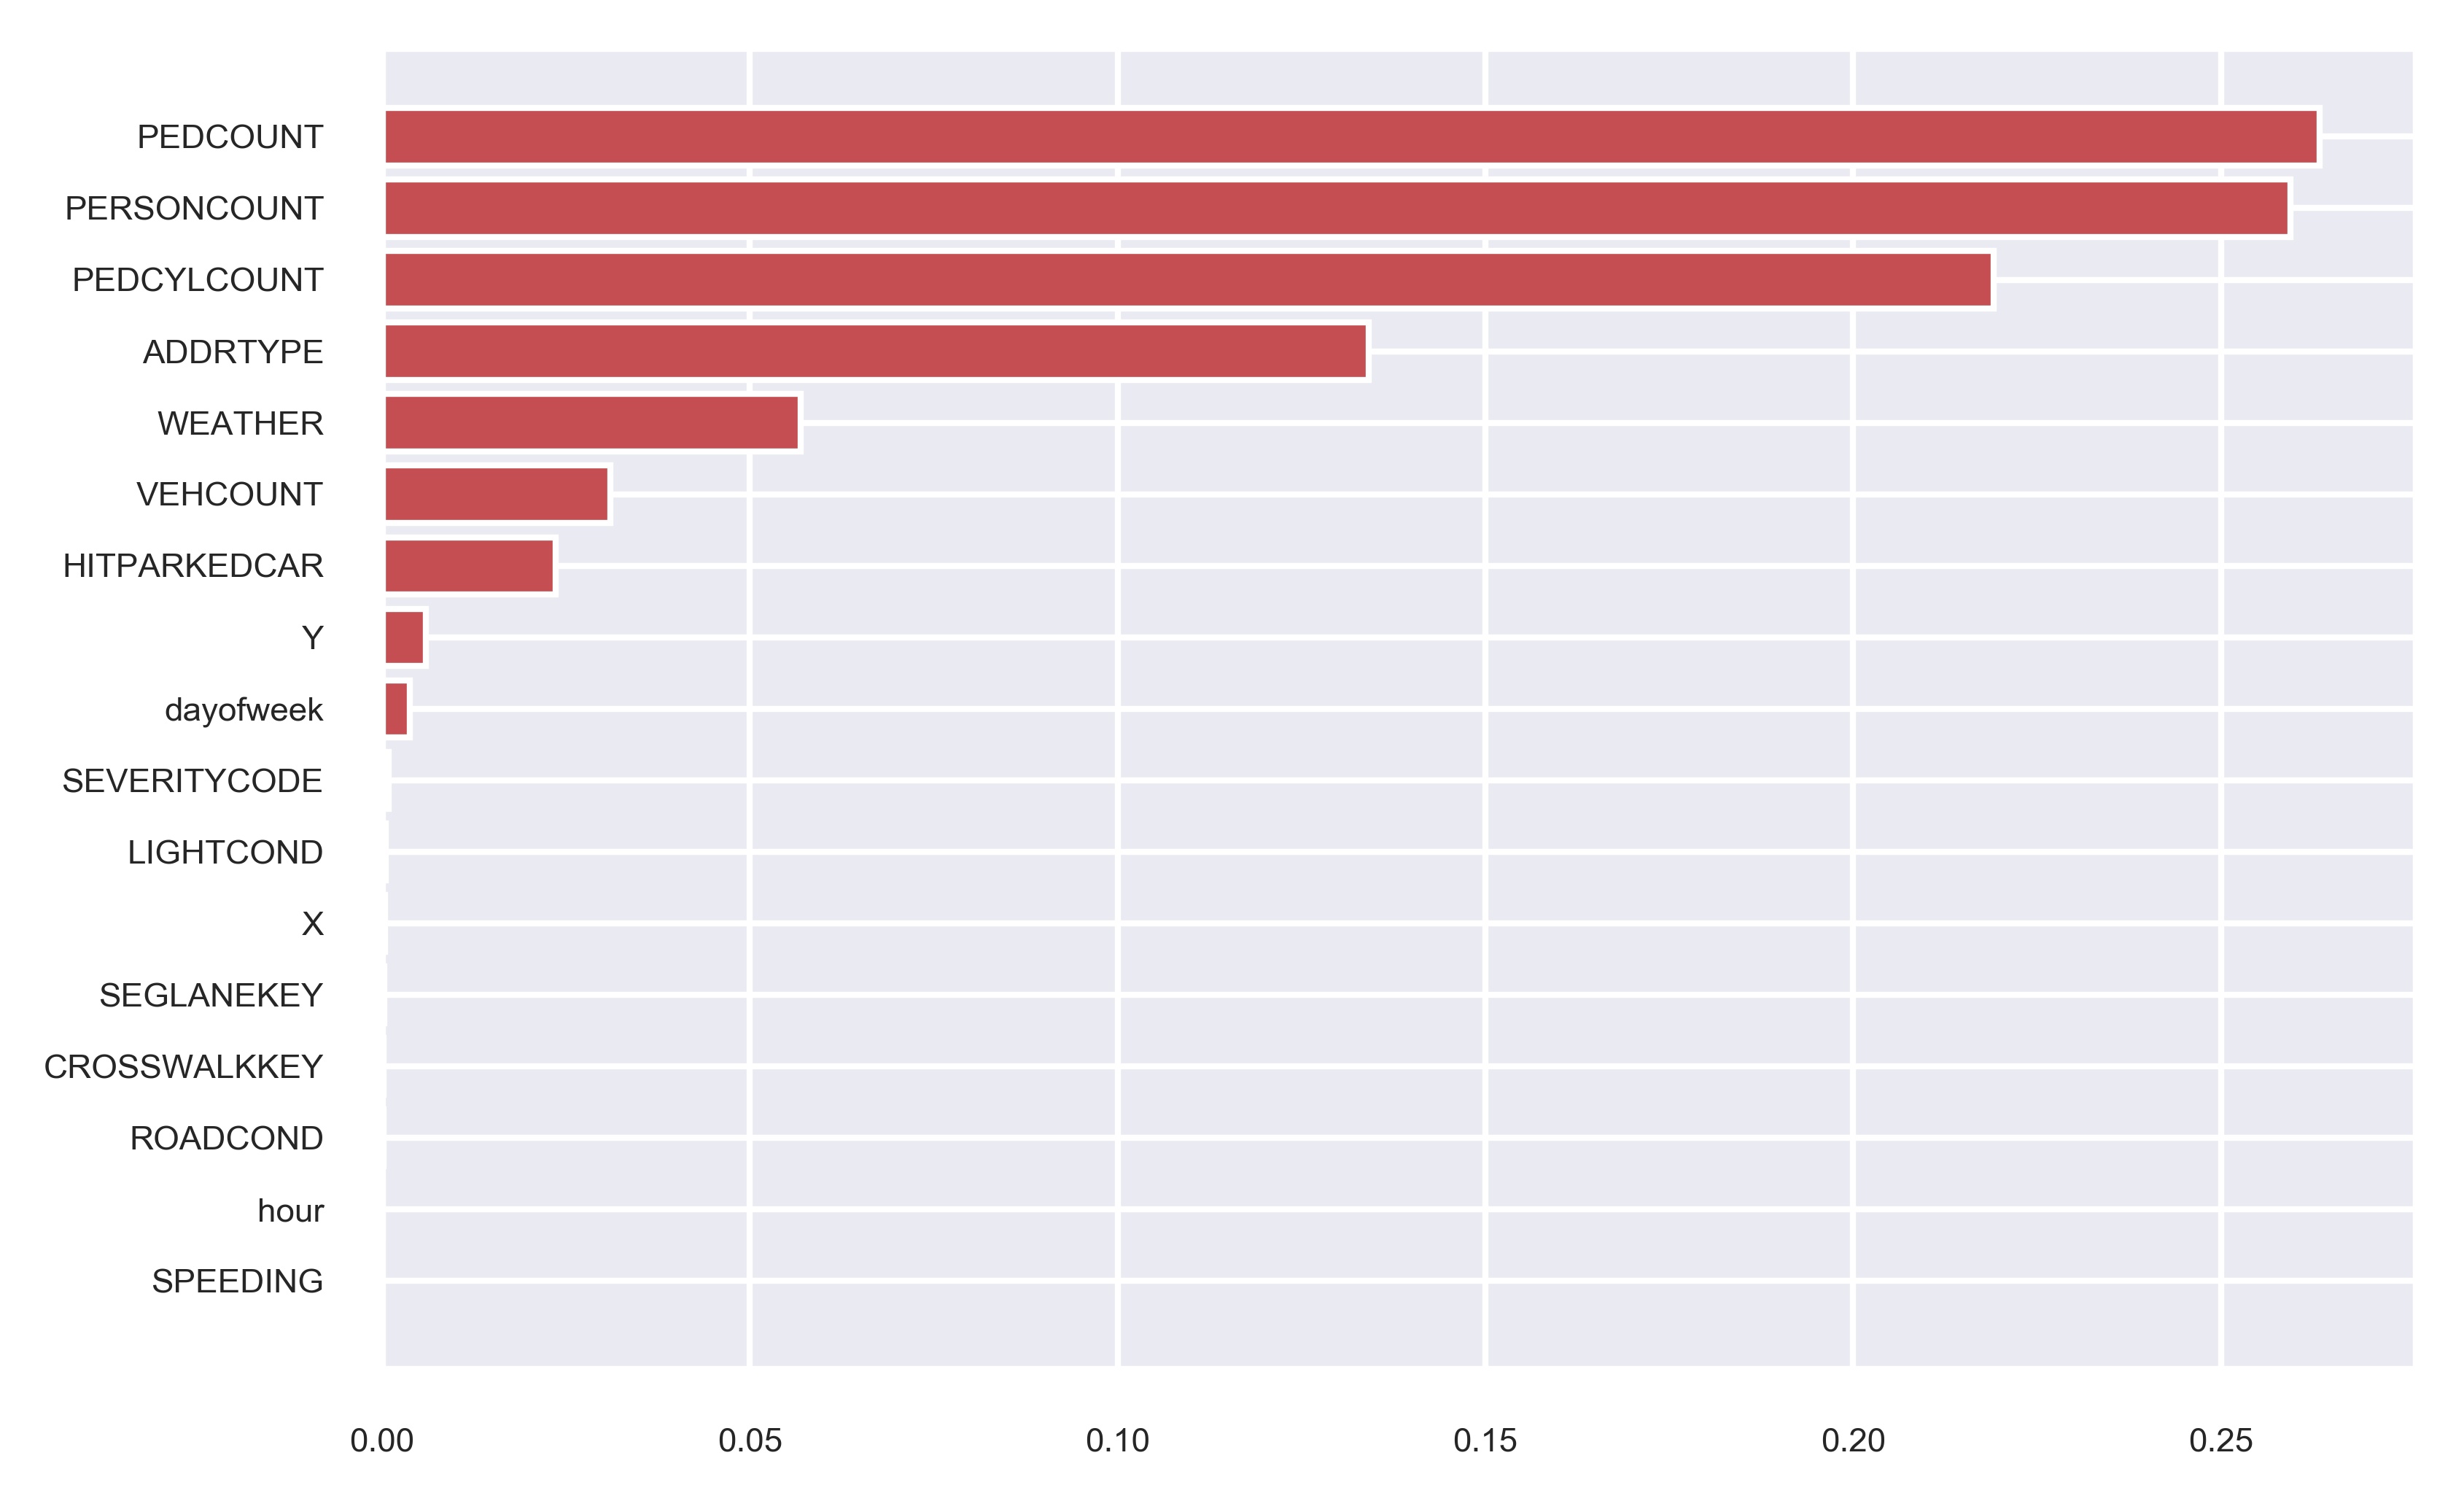 PEDCOUNT
PERSONCOUNT
PEDCYLCOUNT
ADDRTYPE
WEATHER
VEHCOUNT
HITPARKEDCAR
Y
dayofweek
SEVERITYCODE
LIGHTCOND
X
SEGLANEKEY
CROSSWALKKEY
ROADCOND
hour
SPEEDING
0.00 0.05 0.10 0.15 0.20 0.25